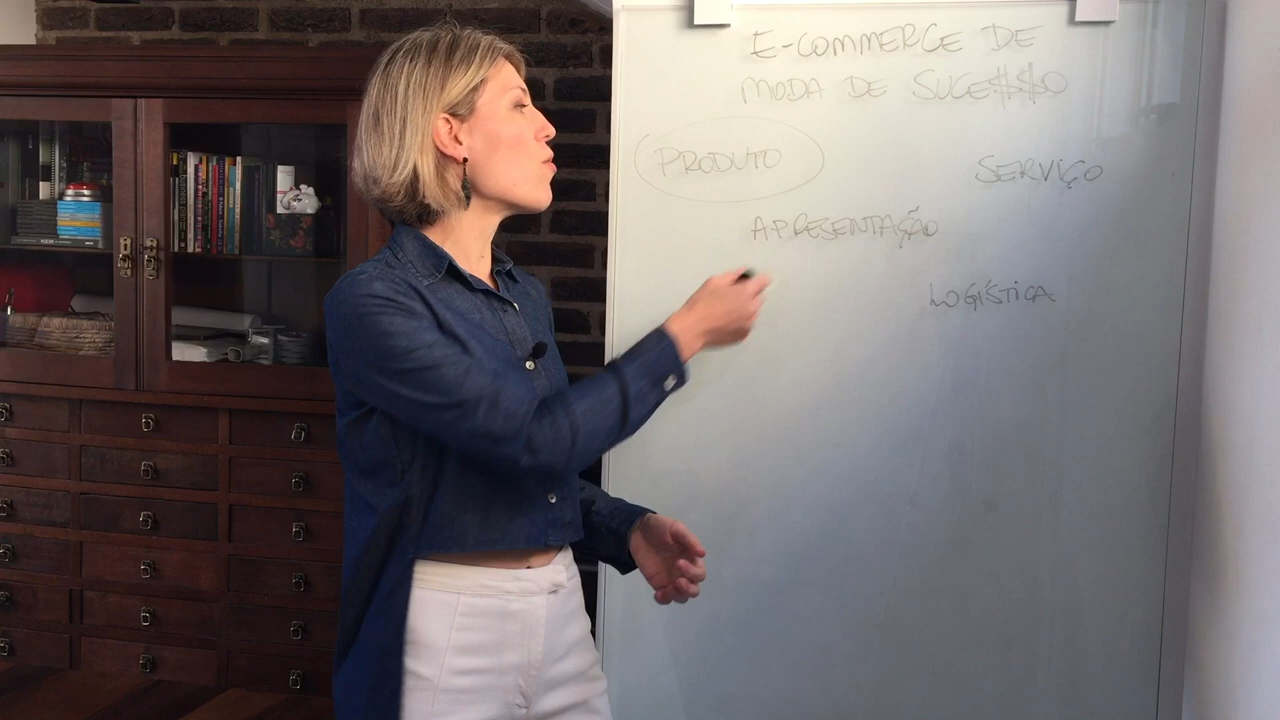 E-COMMERCE DE
MODA DE SUCE$$O
PRODUTO
SERVIÇO
APRESENTAÇÃO
LOGÍSTICA